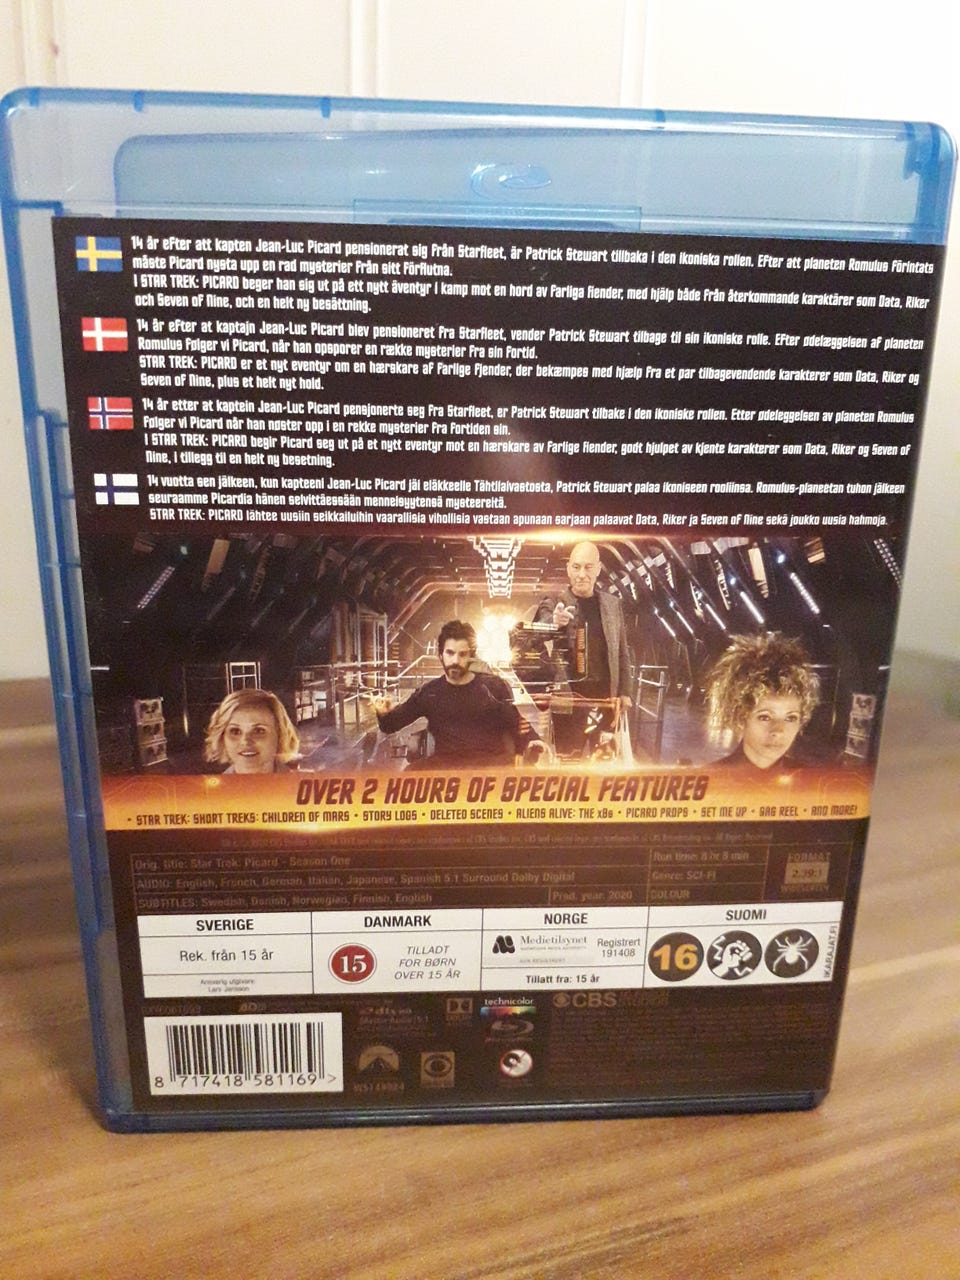 14 år efter att kapten Jean-Luc Picard pensionerat sig från Starfleet, är Patrick Stewart tillbaka i den ikoniska rollen. Efter att planeten Romulus förintats
måste Picard nysta upp en rad mysterier från sitt förflutna.
I STAR TREK: PICARD beger han sig ut på ett nytt äventyr i kamp mot en hord av farliga fiender, med hjälp både från återkommande karaktärer som Data, Riker
och Seven of Nine, och en helt ny besättning.
14 år efter at kaptajn Jean-Luc Picard blev pensioneret fra Starfleet, vender Patrick Stewart tilbage til sin ikoniske rolle. Efter ødelæggelsen af planeten
Romulus følger vi Picard, når han opsporer en række mysterier fra sin fortid.
STAR TREK: PICARD er et nyt eventyr om en hærskare af farlige fjender, der bekæmpes med hjælp fra et par tilbagevendende karakterer som Data, Riker og
Seven of Nine, plus et helt nyt hold.
14 år etter at kaptein Jean-Luc Picard pensjonerte seg fra Starfleet, er Patrick Stewart tilbake i den ikoniske rollen. Etter ødeleggelsen av planeten Romulus
følger vi Picard når han nøster opp i en rekke mysterier fra fortiden sin.
I STAR TREK: PICARD begir Picard seg ut på et nytt eventyr mot en hærskare av farlige fiender, godt hjulpet av kjente karakterer som Data, Riker og Seven of
Nine, i tillegg til en helt ny besetning.
14 vuotta sen jälkeen, kun kapteeni Jean-Luc Picard jäi eläkkeelle Tähtilaivastosta, Patrick Stewart palaa ikoniseen rooliinsa. Romulus-planeetan tuhon jälkeen
seuraamme Picardia hänen selvittäessään menneisyytensä mysteereitä.
STAR TREK: PICARD lähtee uusiin seikkailuihin vaarallisia vihollisia vastaan apunaan sarjaan palaavat Data, Riker ja Seven of Nine sekä joukko uusia hahmoja.
OVER 2 HOURS OF SPECIAL FEATURES
• STAR TREK: SHORT TREKS: CHILDREN OF MARS • STORY LOGS • DELETED SCENES • ALIENS ALIVE: THE xBs • PICARD PROPS • SET ME UP • GAG REEL • AND MORE!
Orig. title: Star Trek: Picard - Season One
Run time: 8 hr 8 min
AUDIO: English, French, German, Italian, Japanese, Spanish 5.1 Surround Dolby Digital
Genre: SCI-FI
SUBTITLES: Swedish, Danish, Norwegian, Finnish, English
Prod. year: 2020
COLOUR
FORMAT
2.39:1
WIDESCREEN
SVERIGE
DANMARK
NORGE
SUOMI
Rek. från 15 år
Ansvarig utgivare:
Lars Jansson
15
TILLADT
FOR BØRN
OVER 15 ÅR
Medietilsynet
Registrert
191408
Tillatt fra: 15 år
16
IKARAJAT.FI
dts
technicolor
CBS
8 717418 581169 >